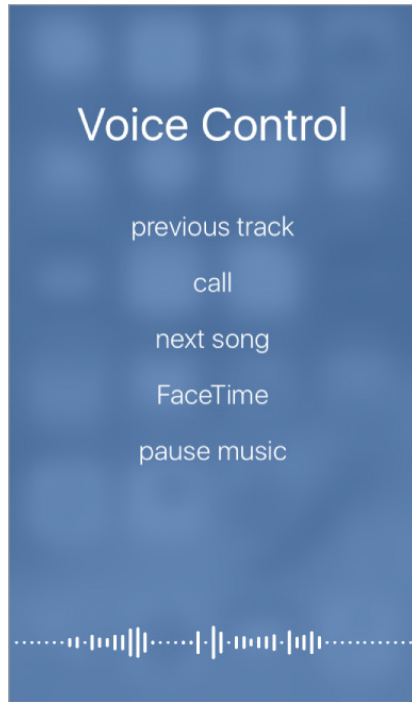 Voice Control
previous track
call
next song
FaceTime
pause music